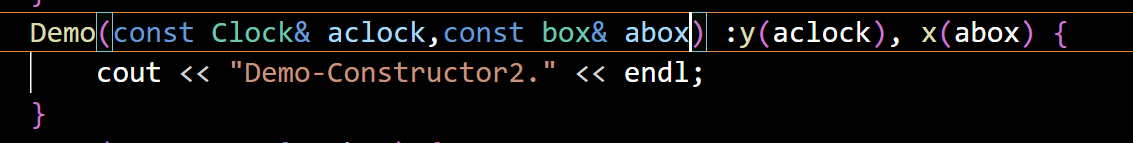 Demo(const Clock& aclock,const box& abox) :y(aclock), x(abox) {
cout << "Demo-Constructor2." << endl;
}